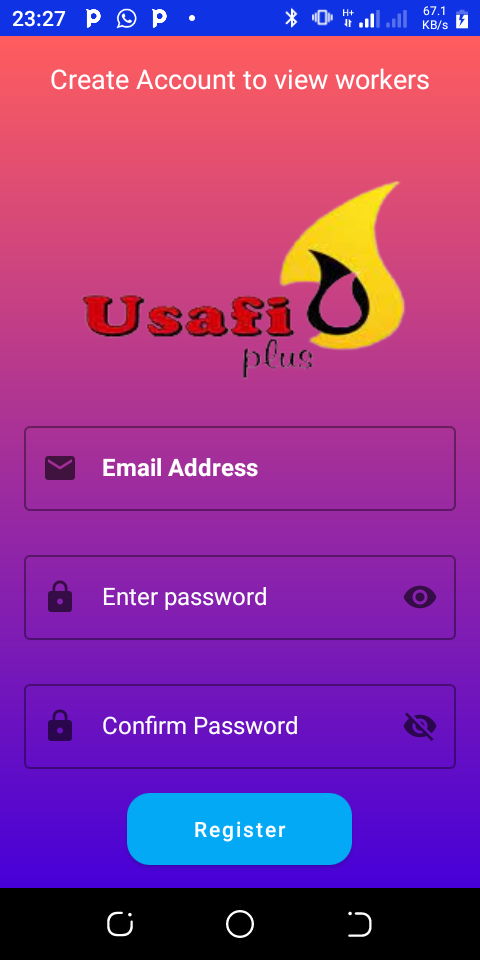 23:27
H+
67.1
KB/s
Create Account to view workers
Usafi
plus
Email Address
Enter password
Confirm Password
Register